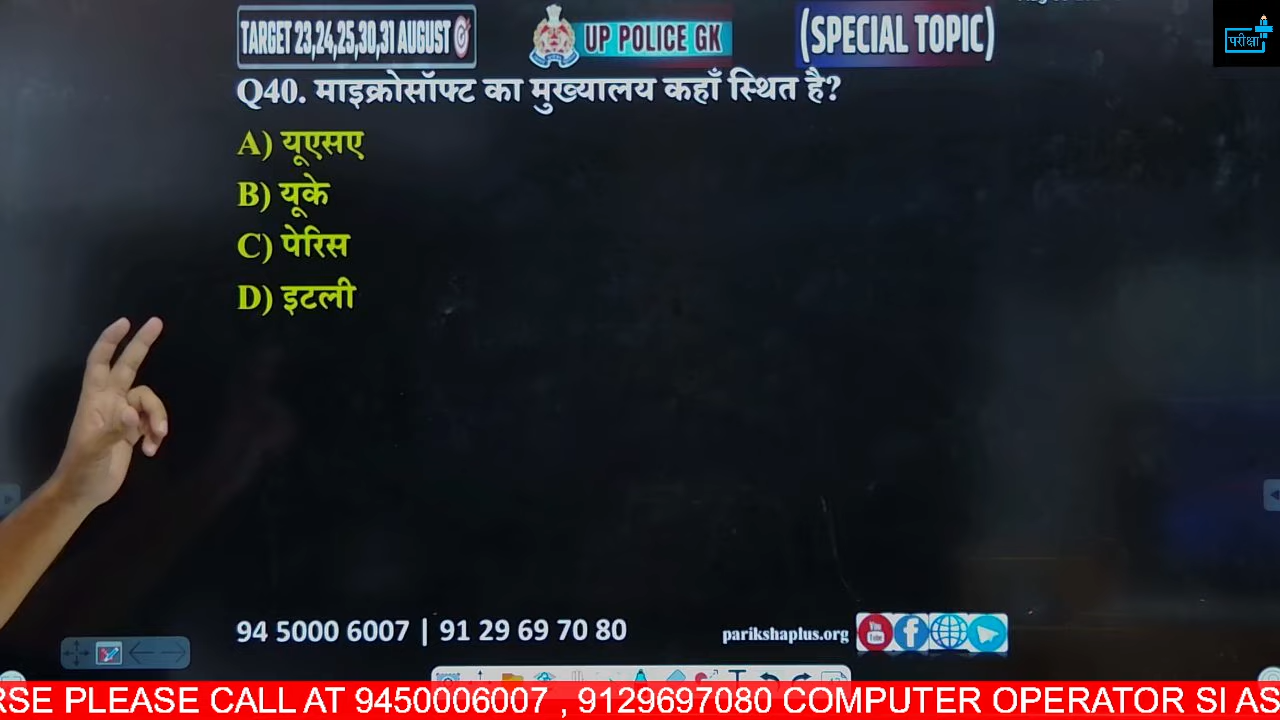 TARGET 23,24,25,30,31 AUGUST
UP POLICE GK
(SPECIAL TOPIC)
परीक्षा
Q40. माइक्रोसॉफ्ट का मुख्यालय कहाँ स्थित है?
A) यूएसए
B) यूके
C) पेरिस
D) इटली
94 5000 6007 | 91 29 69 70 80
parikshaplus.org
You
Tube
RSE PLEASE CALL AT 9450006007 , 9129697080 COMPUTER OPERATOR SI AS